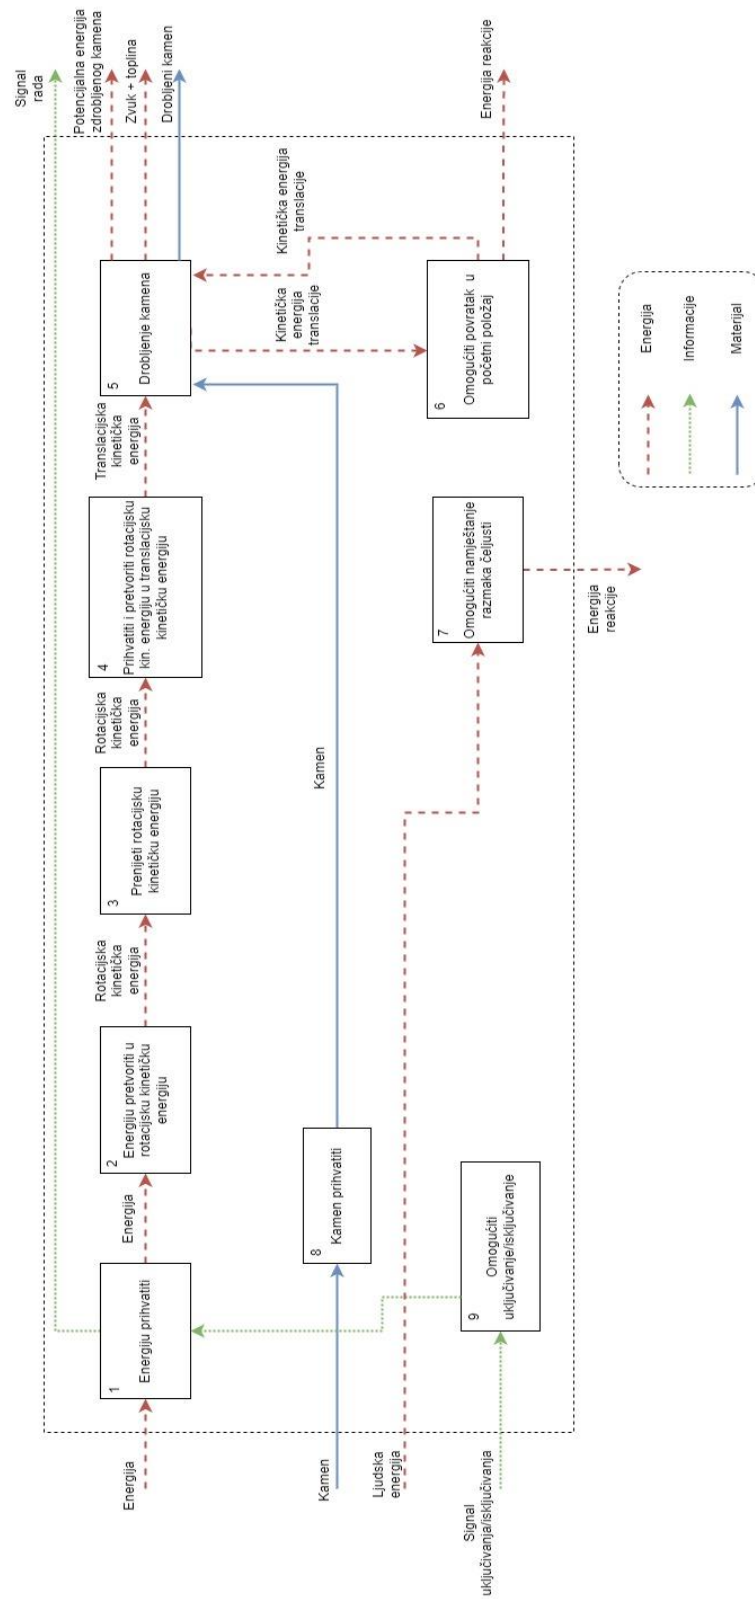 Signal
rada
Potencijalna energija
zdrobljenog kamena
Zvuk + toplina
Drobljeni kamen
Energija reakcije
Energija
1
Energiju prihvatiti
Energija
2
Energiju pretvoriti u
rotacijsku kinetičku
energiju
Rotacijska
kinetička
energija
3
Prenijeti rotacijsku
kinetičku energiju
Rotacijska
kinetička
energija
4
Prihvatiti i pretvoriti rotacijsku
kin. energiju u translacijsku
kinetičku energiju
Translacijska
kinetička
energija
5
Drobljenje kamena
Kinetička
energija
translacije
Kinetička energija
translacije
Kamen
8
Kamen prihvatiti
Kamen
Ljudska
energija
6
Omogućiti povratak u
početni položaj
7
Omogućiti namještanje
razmaka čeljusti
Energija
reakcije
Signal
uključivanja/isključivanja
9
Omogućiti
uključivanje/isključivanje
Energija
Informacije
Materijal